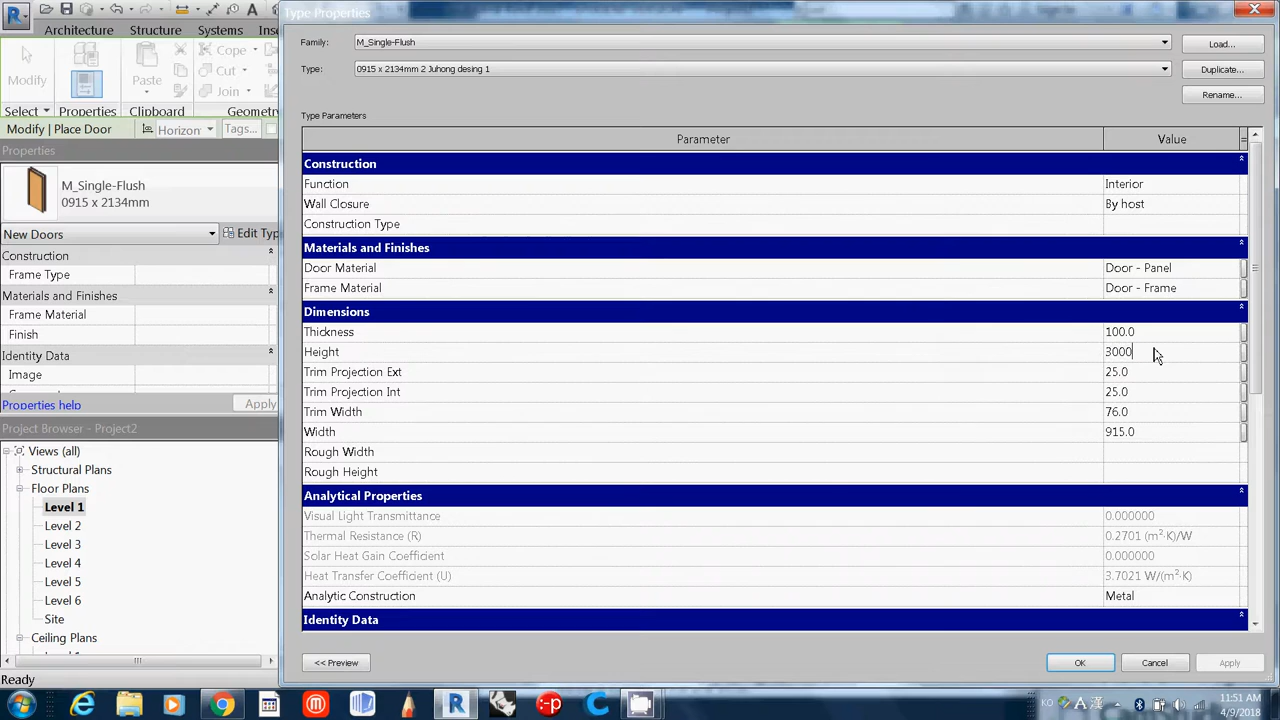 Type Properties
Architecture Structure Systems Ins
Modify
Cope
Paste
Cut
Join
Select Properties Clipboard Geometry
Modify | Place Door Horizon Tags...
Properties
M_Single-Flush
0915 x 2134mm
New Doors Edit Typ
Construction
Frame Type
Materials and Finishes
Frame Material
Finish
Identity Data
Image
Properties help Apply
Project Browser - Project2
Views (all)
Structural Plans
Floor Plans
Level 1
Level 2
Level 3
Level 4
Level 5
Level 6
Site
Ceiling Plans
Ready
Family: M_Single-Flush Load...
Type: 0915 x 2134mm 2 Juhong desing 1 Duplicate...
Rename...
Type Parameters
Parameter Value =
Construction
Function Interior
Wall Closure By host
Construction Type
Materials and Finishes
Door Material Door - Panel
Frame Material Door - Frame
Dimensions
Thickness 100.0
Height 3000
Trim Projection Ext 25.0
Trim Projection Int 25.0
Trim Width 76.0
Width 915.0
Rough Width
Rough Height
Analytical Properties
Visual Light Transmittance 0.000000
Thermal Resistance (R) 0.2701 (m²·K)/W
Solar Heat Gain Coefficient 0.000000
Heat Transfer Coefficient (U) 3.7021 W/(m²·K)
Analytic Construction Metal
Identity Data
<< Preview OK Cancel Apply
KO A 漢 11:51 AM
4/9/2018